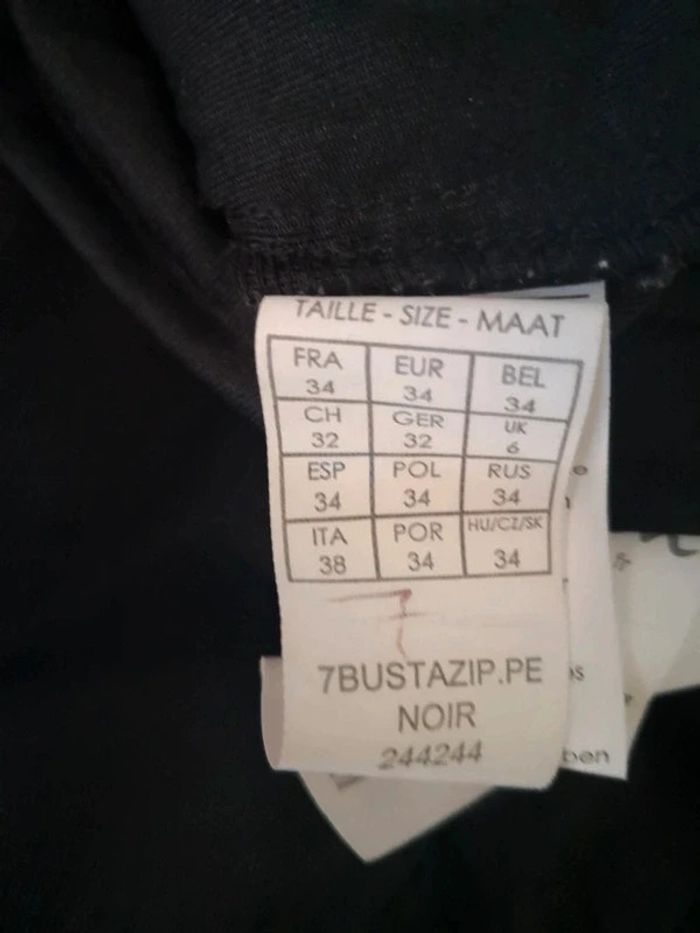 TAILLE - SIZE - MAAT
FRA EUR BEL
34 34 34
CH GER UK
32 32 6
ESP POL RUS
34 34 34
ITA POR HU/CZ/SK
38 34 34
7
7BUSTAZIP.PE
NOIR
244244